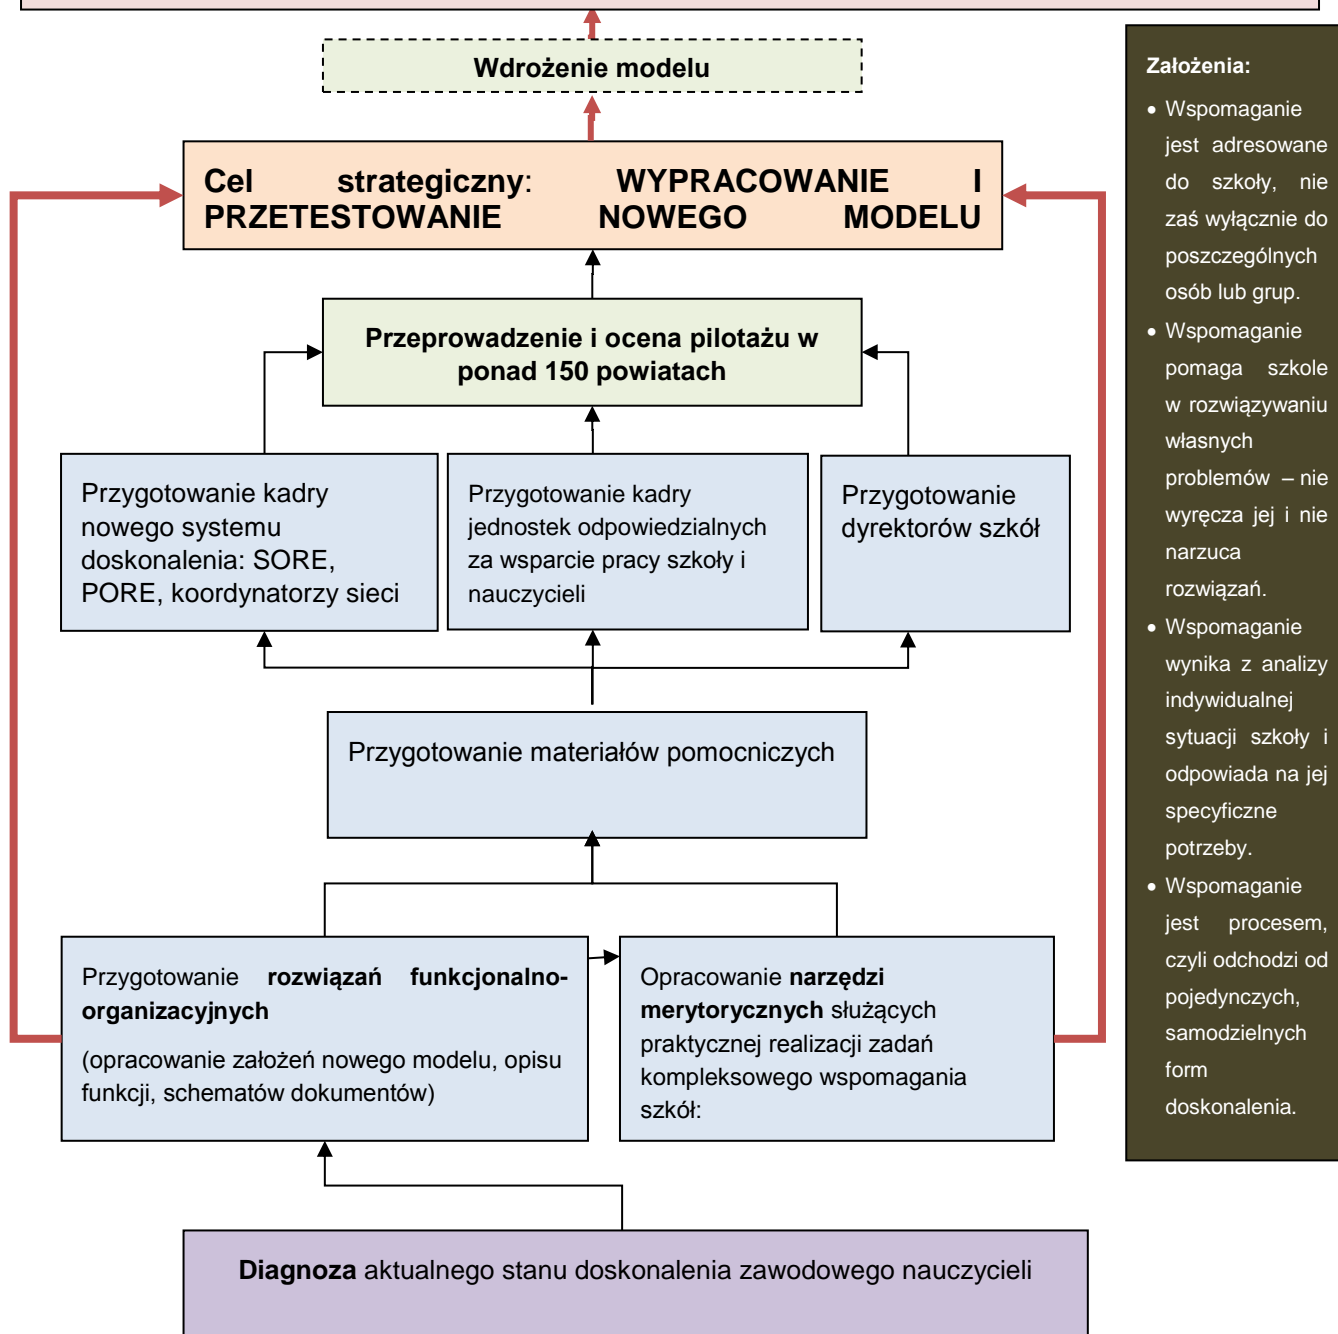 Wdrożenie modelu
Cel strategiczny: WYPRACOWANIE I
PRZETESTOWANIE NOWEGO MODELU
Przeprowadzenie i ocena pilotażu w
ponad 150 powiatach
Przygotowanie kadry
nowego systemu
doskonalenia: SORE,
PORE, koordynatorzy sieci
Przygotowanie kadry
jednostek odpowiedzialnych
za wsparcie pracy szkoły i
nauczycieli
Przygotowanie
dyrektorów szkół
Przygotowanie materiałów pomocniczych
Przygotowanie rozwiązań funkcjonalno-
organizacyjnych
(opracowanie założeń nowego modelu, opisu
funkcji, schematów dokumentów)
Opracowanie narzędzi
merytorycznych służących
praktycznej realizacji zadań
kompleksowego wspomagania
szkół:
Diagnoza aktualnego stanu doskonalenia zawodowego nauczycieli
Założenia:
• Wspomaganie
jest adresowane
do szkoły, nie
zaś wyłącznie do
poszczególnych
osób lub grup.
• Wspomaganie
pomaga szkole
w rozwiązywaniu
własnych
problemów – nie
wyręcza jej i nie
narzuca
rozwiązań.
• Wspomaganie
wynika z analizy
indywidualnej
sytuacji szkoły i
odpowiada na jej
specyficzne
potrzeby.
• Wspomaganie
jest procesem,
czyli odchodzi od
pojedynczych,
samodzielnych
form
doskonalenia.